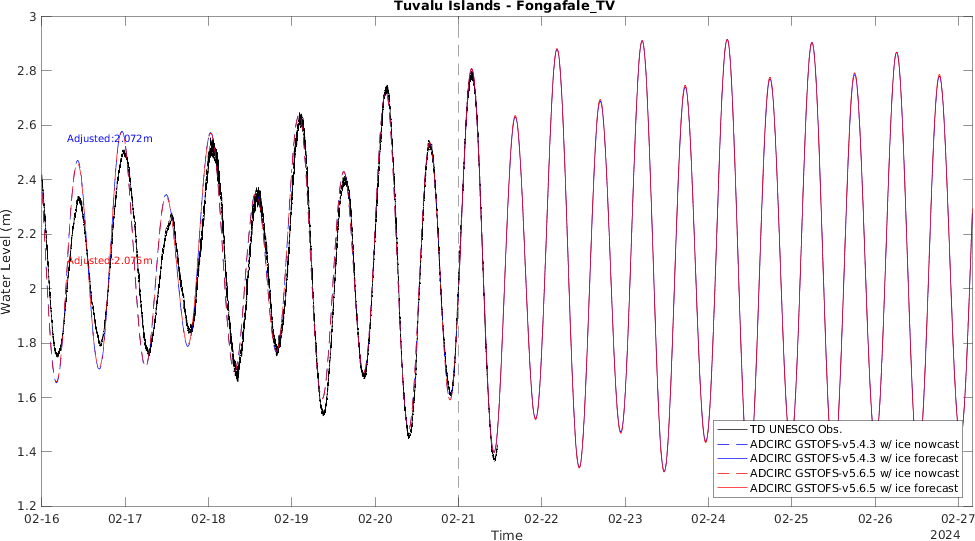 Tuvalu Islands - Fongafale_TV
3
2.8
2.6
2.4
2.2
2
1.8
1.6
1.4
1.2
Water Level (m)
Adjusted:2.072m
Adjusted:2.075m
TD UNESCO Obs.
ADCIRC GSTOFS-v5.4.3 w/ ice nowcast
ADCIRC GSTOFS-v5.4.3 w/ ice forecast
ADCIRC GSTOFS-v5.6.5 w/ ice nowcast
ADCIRC GSTOFS-v5.6.5 w/ ice forecast
02-16 02-17 02-18 02-19 02-20 02-21 02-22 02-23 02-24 02-25 02-26 02-27
Time
2024